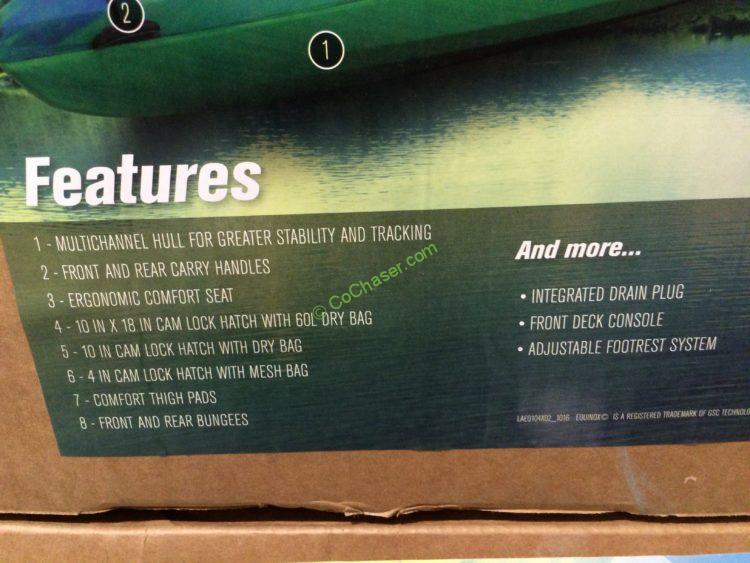 2
1
Features
1 - MULTICHANNEL HULL FOR GREATER STABILITY AND TRACKING
2 - FRONT AND REAR CARRY HANDLES
3 - ERGONOMIC COMFORT SEAT
4 - 10 IN X 18 IN CAM LOCK HATCH WITH 60L DRY BAG
5 - 10 IN CAM LOCK HATCH WITH DRY BAG
6 - 4 IN CAM LOCK HATCH WITH MESH BAG
7 - COMFORT THIGH PADS
8 - FRONT AND REAR BUNGEES
© CoChaser.com
And more...
• INTEGRATED DRAIN PLUG
• FRONT DECK CONSOLE
• ADJUSTABLE FOOTREST SYSTEM
LAE0104X02_1016 EQUINOX© IS A REGISTERED TRADEMARK OF GSC TECHNOLOG